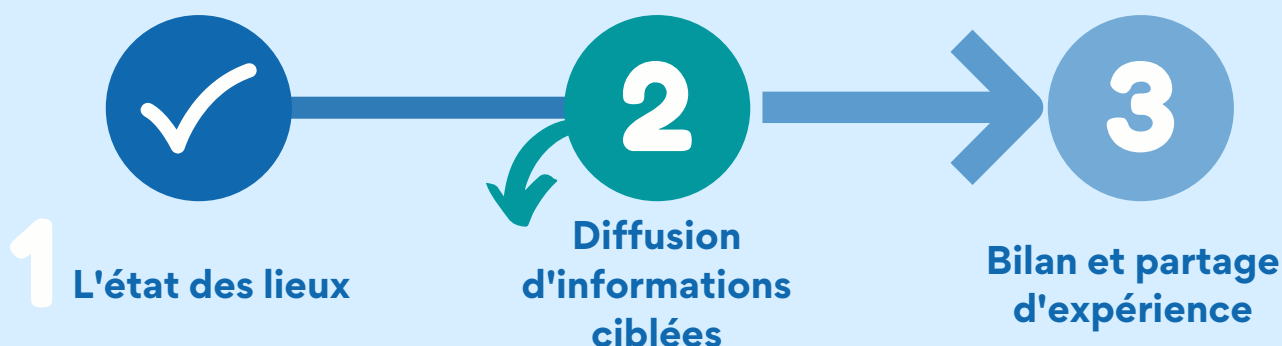 2
3
1
L'état des lieux
Diffusion
d'informations
ciblées
Bilan et partage
d'expérience